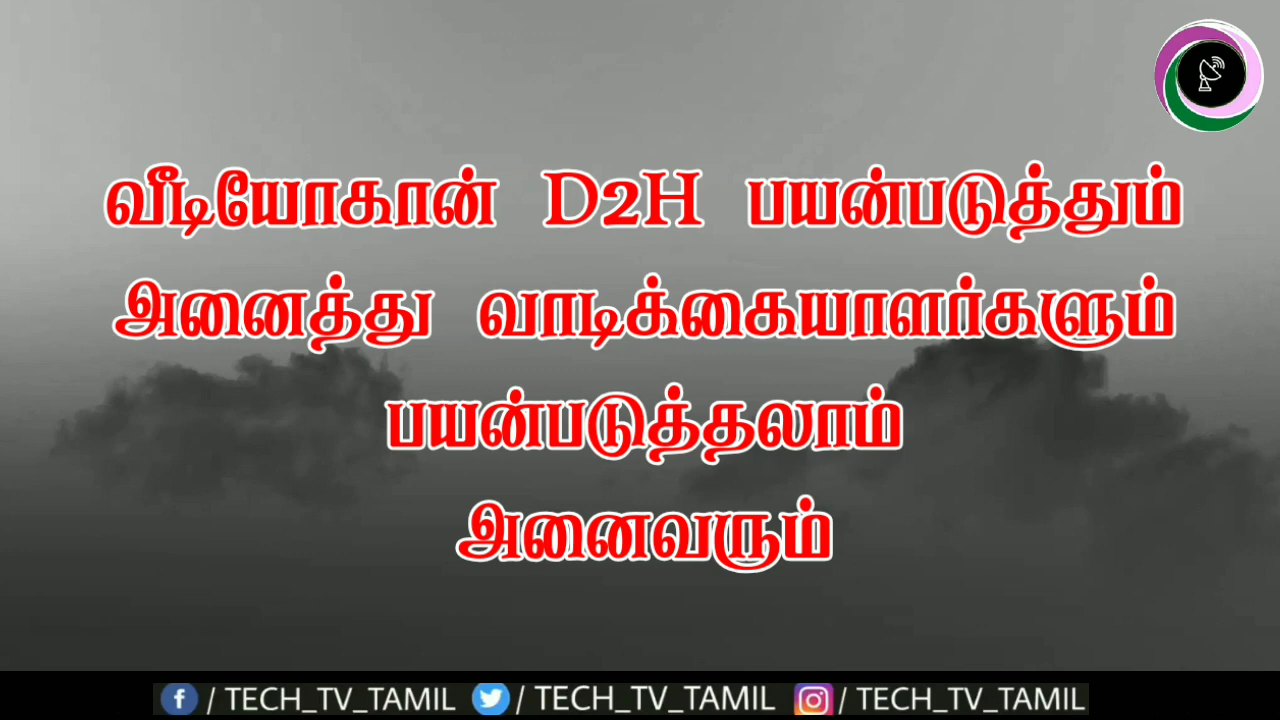 வீடியோகான் D2H பயன்படுத்தும்
அனைத்து வாடிக்கையாளர்களும்
பயன்படுத்தலாம்
அனைவரும்
/ TECH_TV_TAMIL / TECH_TV_TAMIL / TECH_TV_TAMIL